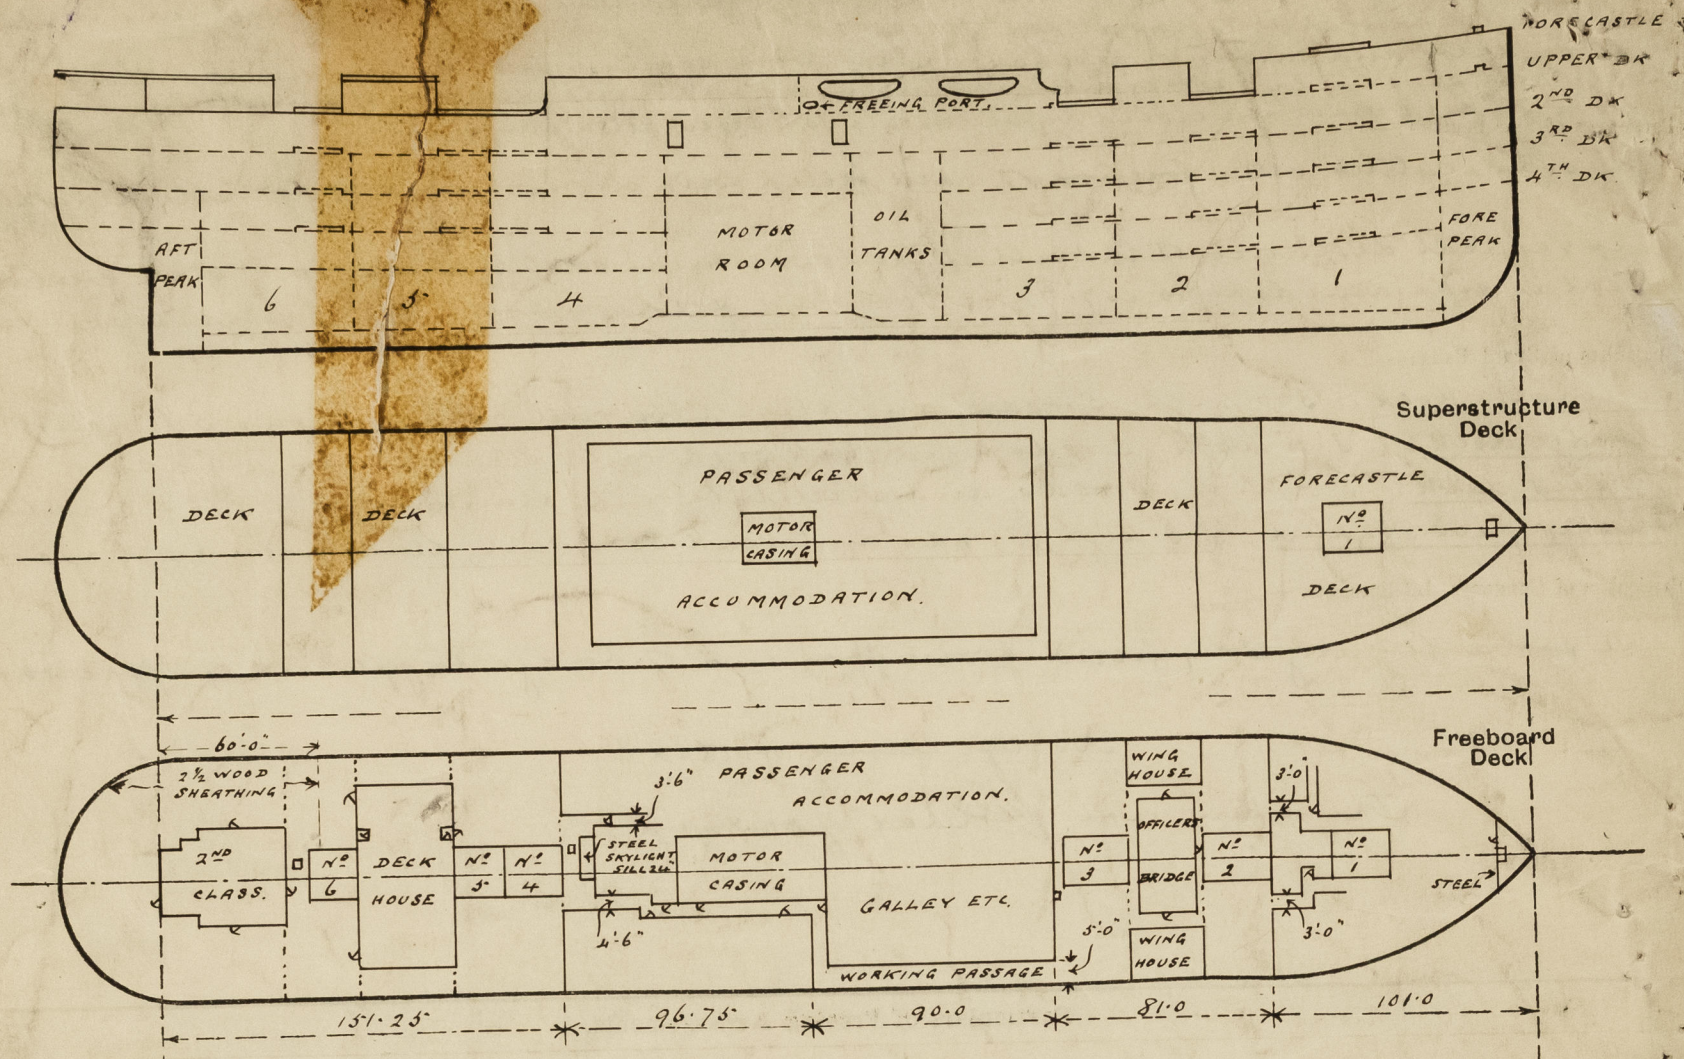 FORECASTLE
UPPER DK
2ND DK
3RD DK
4TH DK
FREEING PORT.
AFT
PEAK
6
5
4
MOTOR
ROOM
OIL
TANKS
3
2
1
FORE
PEAK
Superstructure
Deck
DECK
DECK
PASSENGER
MOTOR
CASING
ACCOMMODATION.
DECK
FORECASTLE
Nº
1
DECK
Freeboard
Deck
60'-0"
2½ WOOD
SHEATHING
2ND
CLASS.
Nº
6
DECK
HOUSE
Nº
5
Nº
4
3'-6"
STEEL
SKYLIGHT
SILL 24
4'-6"
PASSENGER
ACCOMMODATION.
MOTOR
CASING
GALLEY ETC.
WORKING PASSAGE
5'-0"
Nº
3
WING
HOUSE
OFFICERS
BRIDGE
WING
HOUSE
Nº
2
3'-0"
Nº
1
3'-0"
STEEL
151·25
96·75
90·0
81·0
101·0